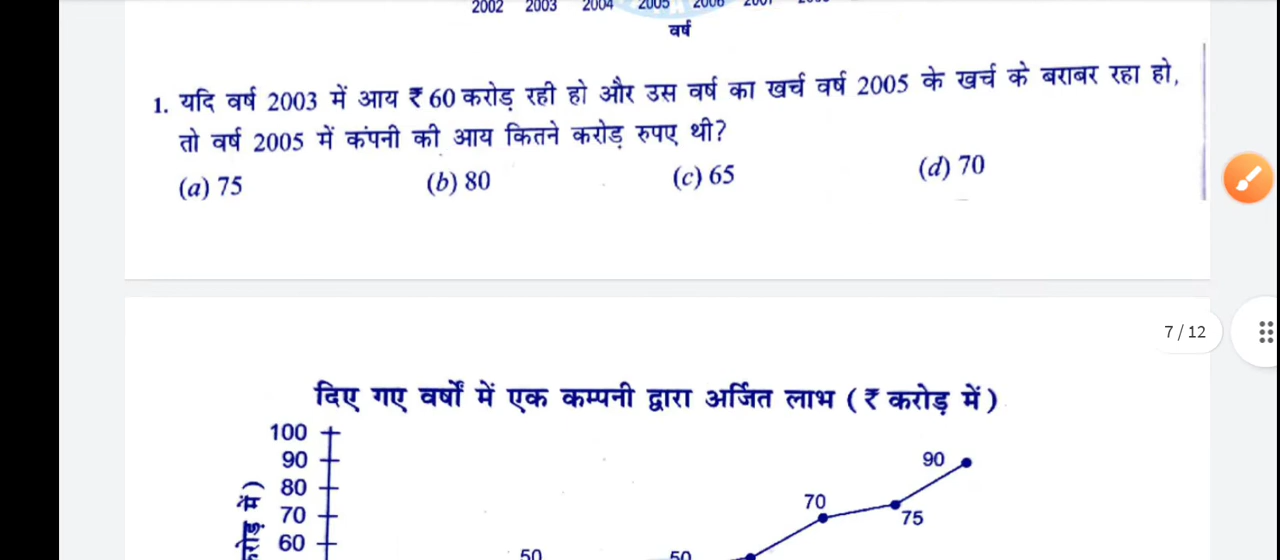 2002 2003 2004 2005 2006 2007
वर्ष
1. यदि वर्ष 2003 में आय ₹ 60 करोड़ रही हो और उस वर्ष का खर्च वर्ष 2005 के खर्च के बराबर रहा हो,
तो वर्ष 2005 में कंपनी की आय कितने करोड़ रुपए थी?
(a) 75 (b) 80 (c) 65 (d) 70
7 / 12
दिए गए वर्षों में एक कम्पनी द्वारा अर्जित लाभ (₹ करोड़ में)
100
90 90
80
70 70 75
60
50 50